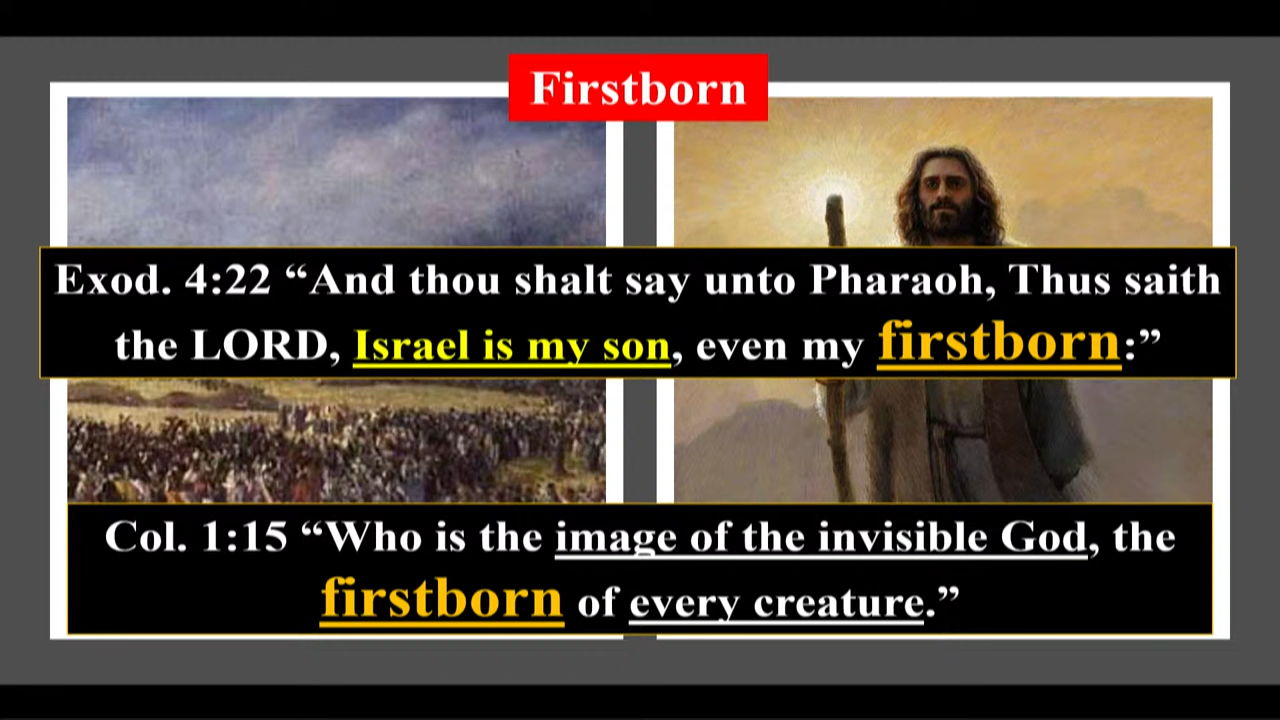 Firstborn
Exod. 4:22 “And thou shalt say unto Pharaoh, Thus saith
the LORD, Israel is my son, even my firstborn:”
Col. 1:15 “Who is the image of the invisible God, the
firstborn of every creature.”